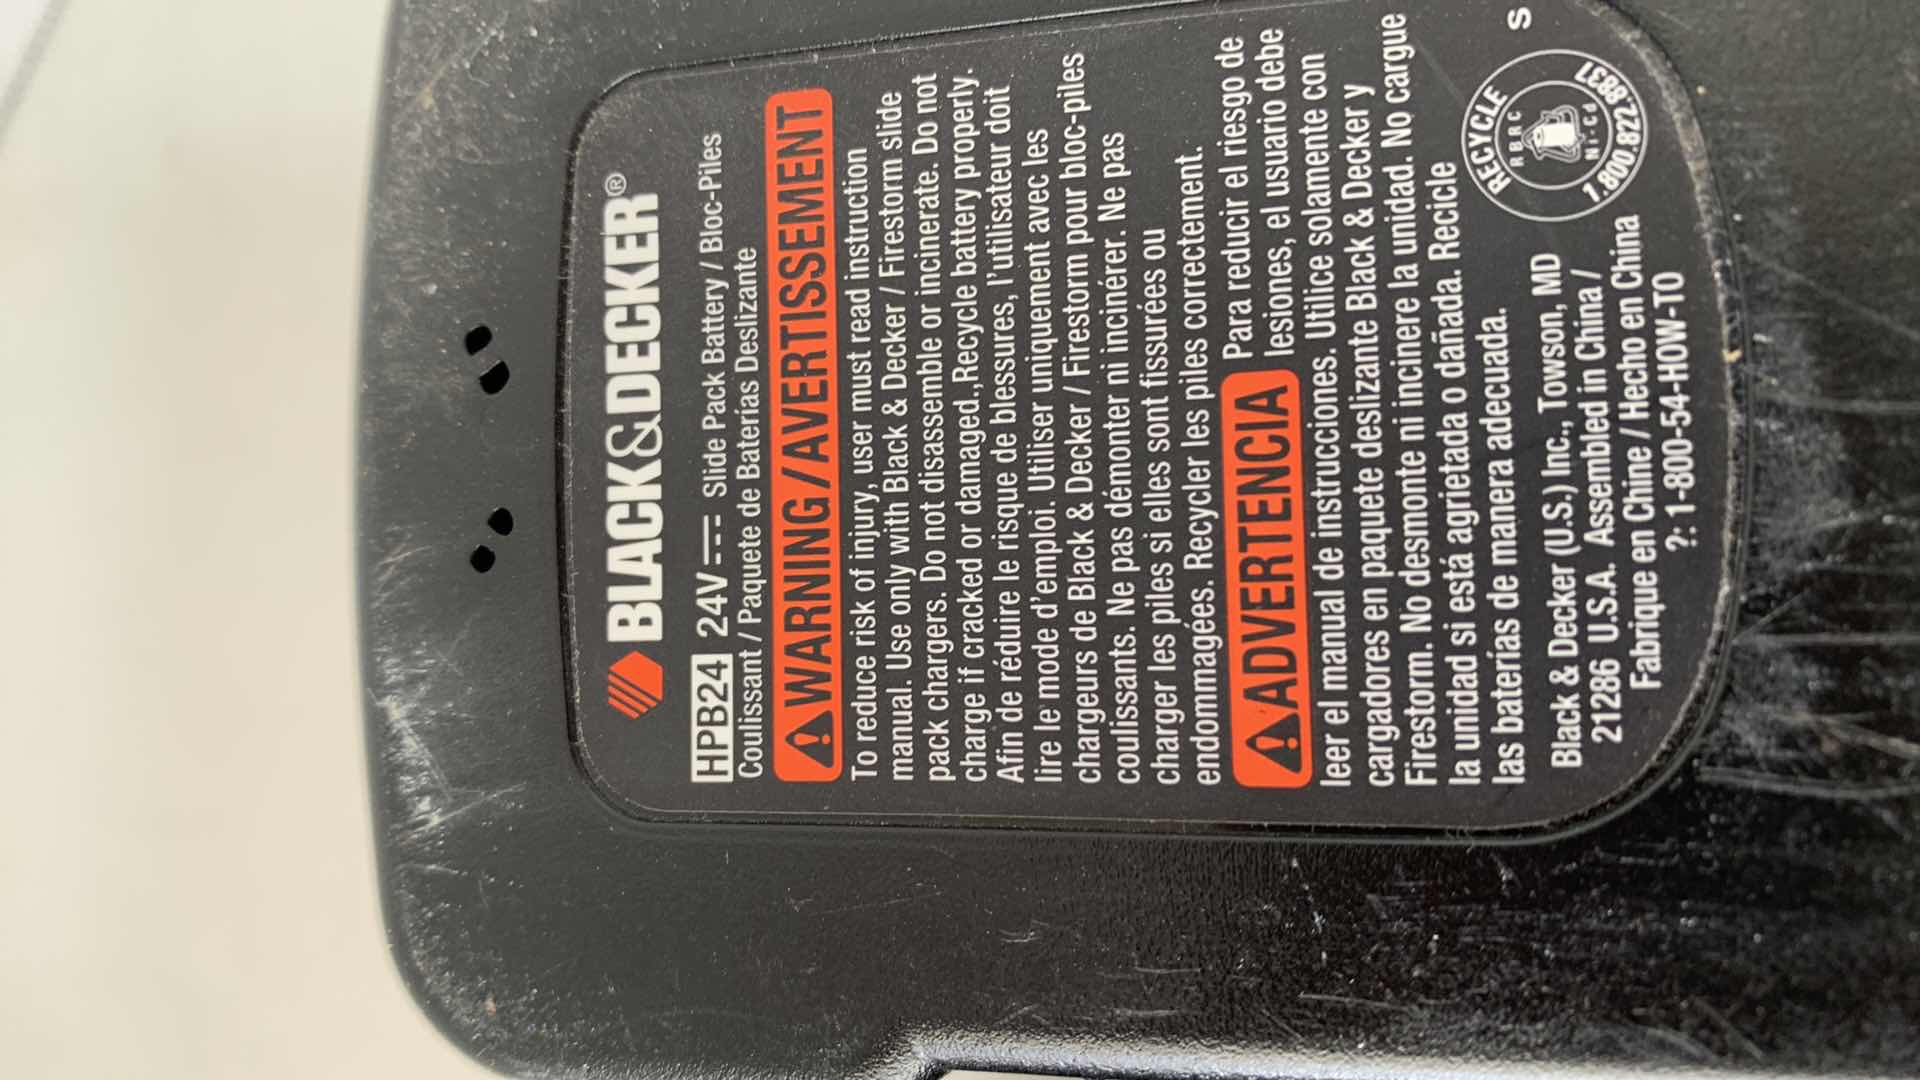 BLACK&DECKER®
HPB24 24V Slide Pack Battery / Bloc-Piles
Coulissant / Paquete de Baterías Deslizante
WARNING/AVERTISSEMENT
To reduce risk of injury, user must read instruction
manual. Use only with Black & Decker / Firestorm slide
pack chargers. Do not disassemble or incinerate. Do not
charge if cracked or damaged.,Recycle battery properly.
Afin de réduire le risque de blessures, l'utilisateur doit
lire le mode d'emploi. Utiliser uniquement avec les
chargeurs de Black & Decker / Firestorm pour bloc-piles
coulissants. Ne pas démonter ni incinérer. Ne pas
charger les piles si elles sont fissurées ou
endommagées. Recycler les piles correctement.
ADVERTENCIA Para reducir el riesgo de
lesiones, el usuario debe
leer el manual de instrucciones. Utilice solamente con
cargadores en paquete deslizante Black & Decker y
Firestorm. No desmonte ni incinere la unidad. No cargue
la unidad si está agrietada o dañada. Recicle
las baterías de manera adecuada.
Black & Decker (U.S.) Inc., Towson, MD
21286 U.S.A. Assembled in China /
Fabrique en Chine / Hecho en China
?: 1-800-54-HOW-TO
RECYCLE
RBRC
Ni-Cd
1.800.822.8837
S